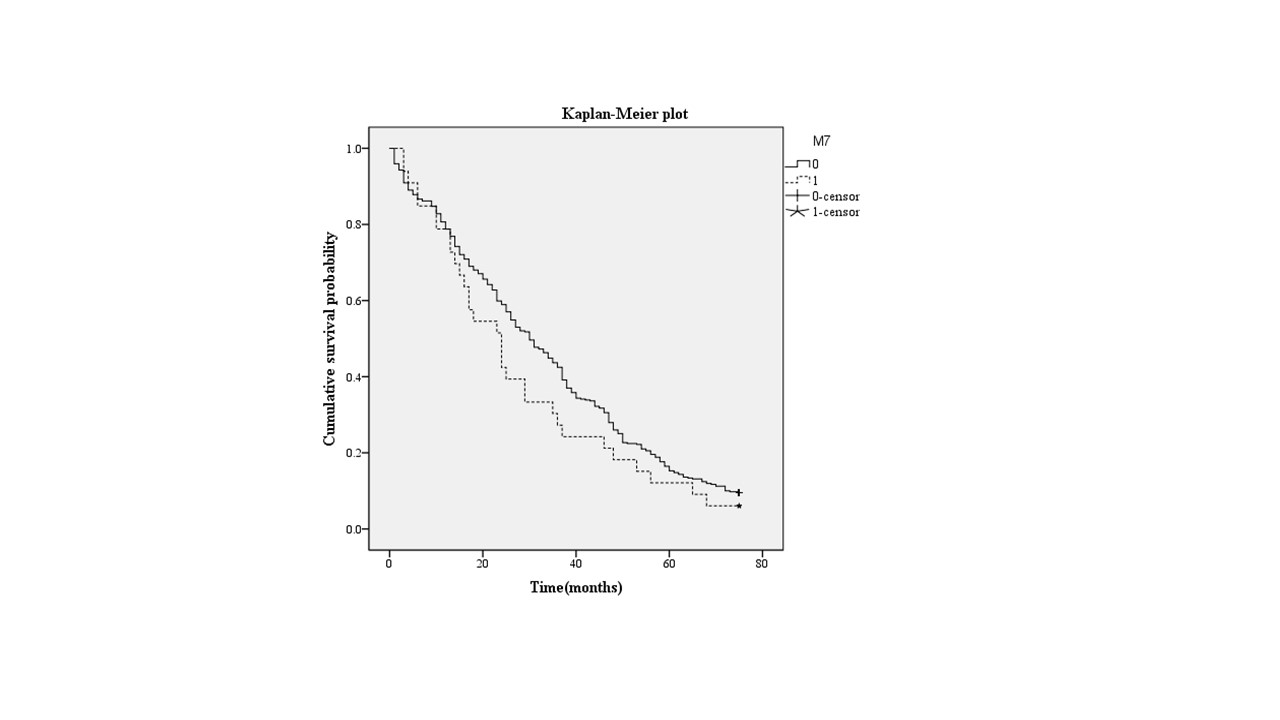 Kaplan-Meier plot
M7
0
1
0-censor
1-censor
Cumulative survival probability
1.0
0.8
0.6
0.4
0.2
0.0
0 20 40 60 80
Time(months)